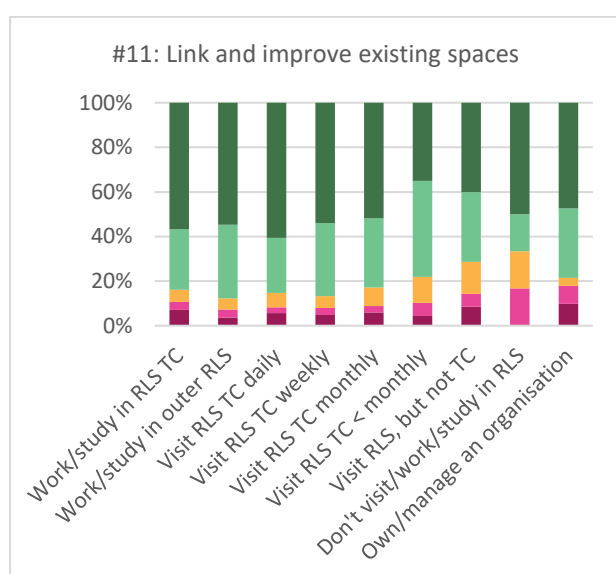 #11: Link and improve existing spaces
100%
80%
60%
40%
20%
0%
Work/study in RLS TC
Work/study in outer RLS
Visit RLS TC daily
Visit RLS TC weekly
Visit RLS TC monthly
Visit RLS TC < monthly
Visit RLS, but not TC
Don't visit/work/study in RLS
Own/manage an organisation